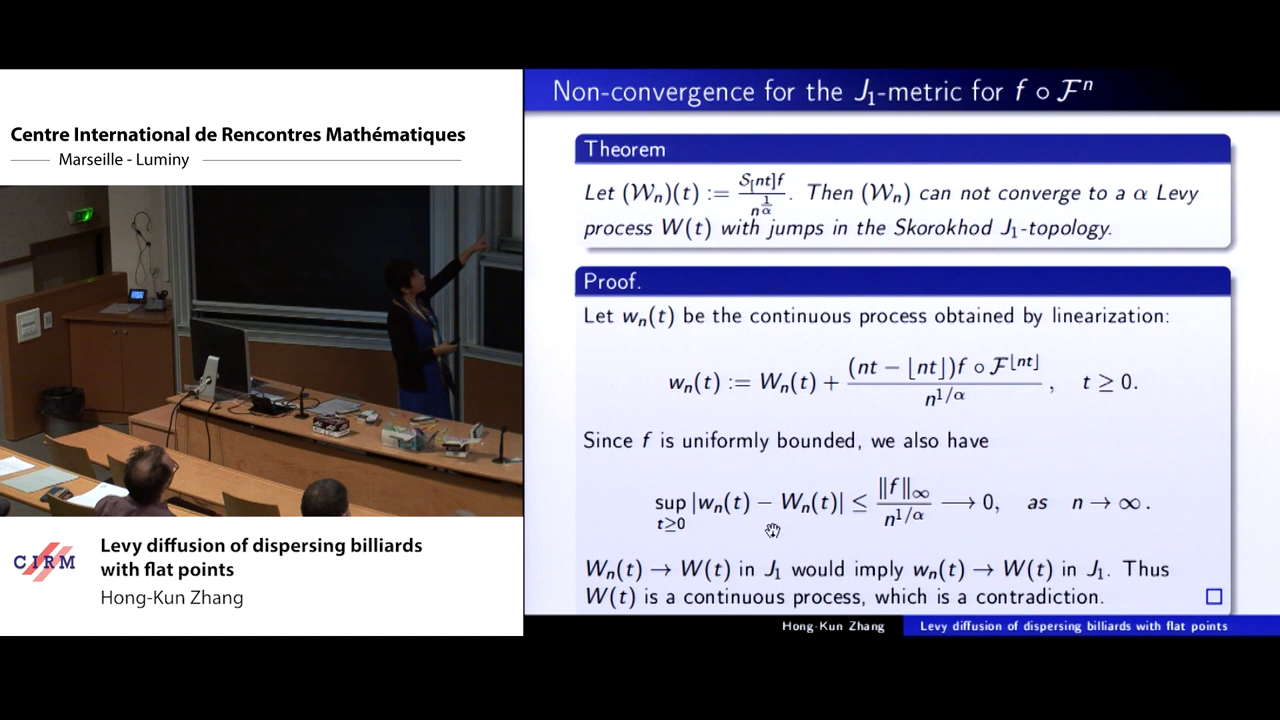 Centre International de Rencontres Mathématiques
Marseille - Luminy
CIRM
Levy diffusion of dispersing billiards
with flat points
Hong-Kun Zhang
Non-convergence for the J₁-metric for f ∘ ℱⁿ
Theorem
Let (𝒲ₙ)(t) := 𝒮_[nt] f / n^{1/α}. Then (𝒲ₙ) can not converge to a α Levy
process W(t) with jumps in the Skorokhod J₁-topology.
Proof.
Let wₙ(t) be the continuous process obtained by linearization:
wₙ(t) := Wₙ(t) + (nt − ⌊nt⌋)f ∘ ℱ^{⌊nt⌋} / n^{1/α} , t ≥ 0.
Since f is uniformly bounded, we also have
sup_{t≥0} |wₙ(t) − Wₙ(t)| ≤ ‖f‖_∞ / n^{1/α} ⟶ 0, as n → ∞ .
Wₙ(t) → W(t) in J₁ would imply wₙ(t) → W(t) in J₁. Thus
W(t) is a continuous process, which is a contradiction. □
Hong-Kun Zhang Levy diffusion of dispersing billiards with flat points